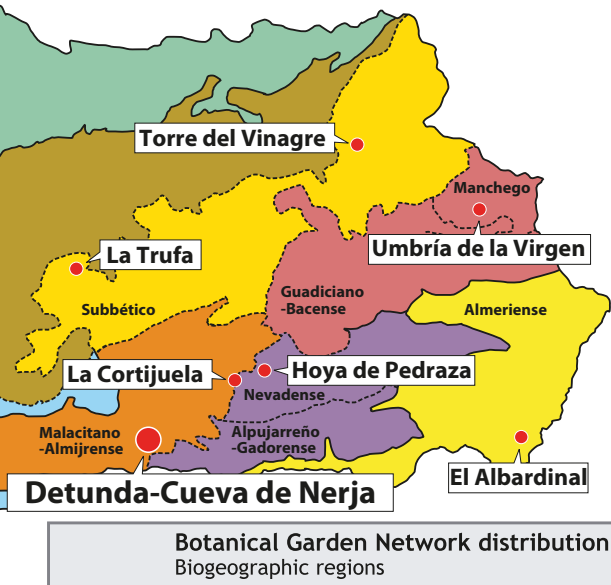 Torre del Vinagre
Manchego
Umbría de la Virgen
La Trufa
Guadiciano
-Bacense
Subbético
Almeriense
La Cortijuela
Hoya de Pedraza
Nevadense
Malacitano
-Almijrense
Alpujarreño
-Gadorense
El Albardinal
Detunda-Cueva de Nerja
Botanical Garden Network distribution
Biogeographic regions